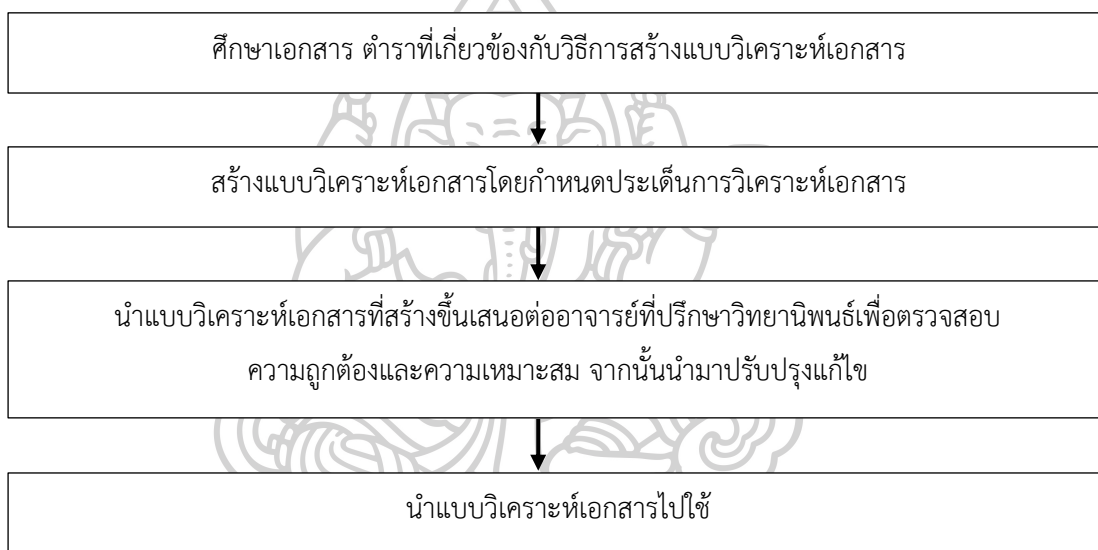 ศึกษาเอกสาร ตำราที่เกี่ยวข้องกับวิธีการสร้างแบบวิเคราะห์เอกสาร
สร้างแบบวิเคราะห์เอกสารโดยกำหนดประเด็นการวิเคราะห์เอกสาร
นำแบบวิเคราะห์เอกสารที่สร้างขึ้นเสนอต่ออาจารย์ที่ปรึกษาวิทยานิพนธ์เพื่อตรวจสอบ
ความถูกต้องและความเหมาะสม จากนั้นนำมาปรับปรุงแก้ไข
นำแบบวิเคราะห์เอกสารไปใช้